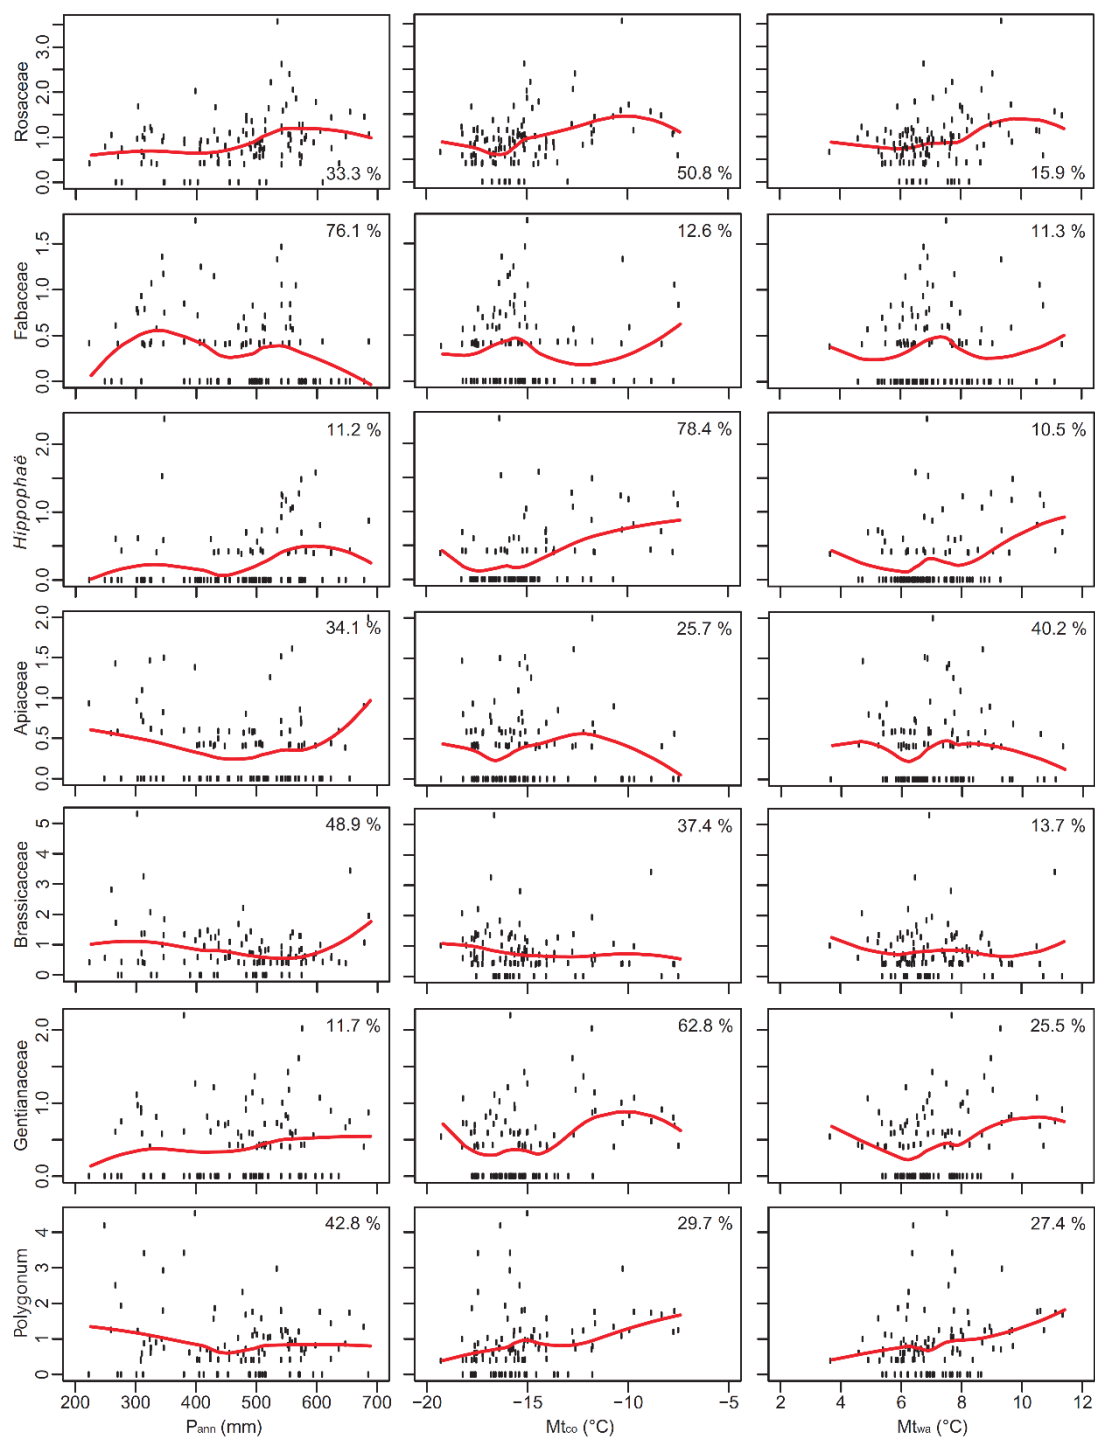 Rosaceae
0.0 1.0 2.0 3.0
33.3 %
50.8 %
15.9 %
Fabaceae
0.0 0.5 1.0 1.5
76.1 %
12.6 %
11.3 %
Hippophaë
0.0 1.0 2.0
11.2 %
78.4 %
10.5 %
Apiaceae
0.0 0.5 1.0 1.5 2.0
34.1 %
25.7 %
40.2 %
Brassicaceae
0 1 2 3 4 5
48.9 %
37.4 %
13.7 %
Gentianaceae
0.0 1.0 2.0
11.7 %
62.8 %
25.5 %
Polygonum
0 1 2 3 4
42.8 %
29.7 %
27.4 %
200 300 400 500 600 700
−20 −15 −10 −5
2 4 6 8 10 12
Pann (mm)
Mtco (°C)
Mtwa (°C)